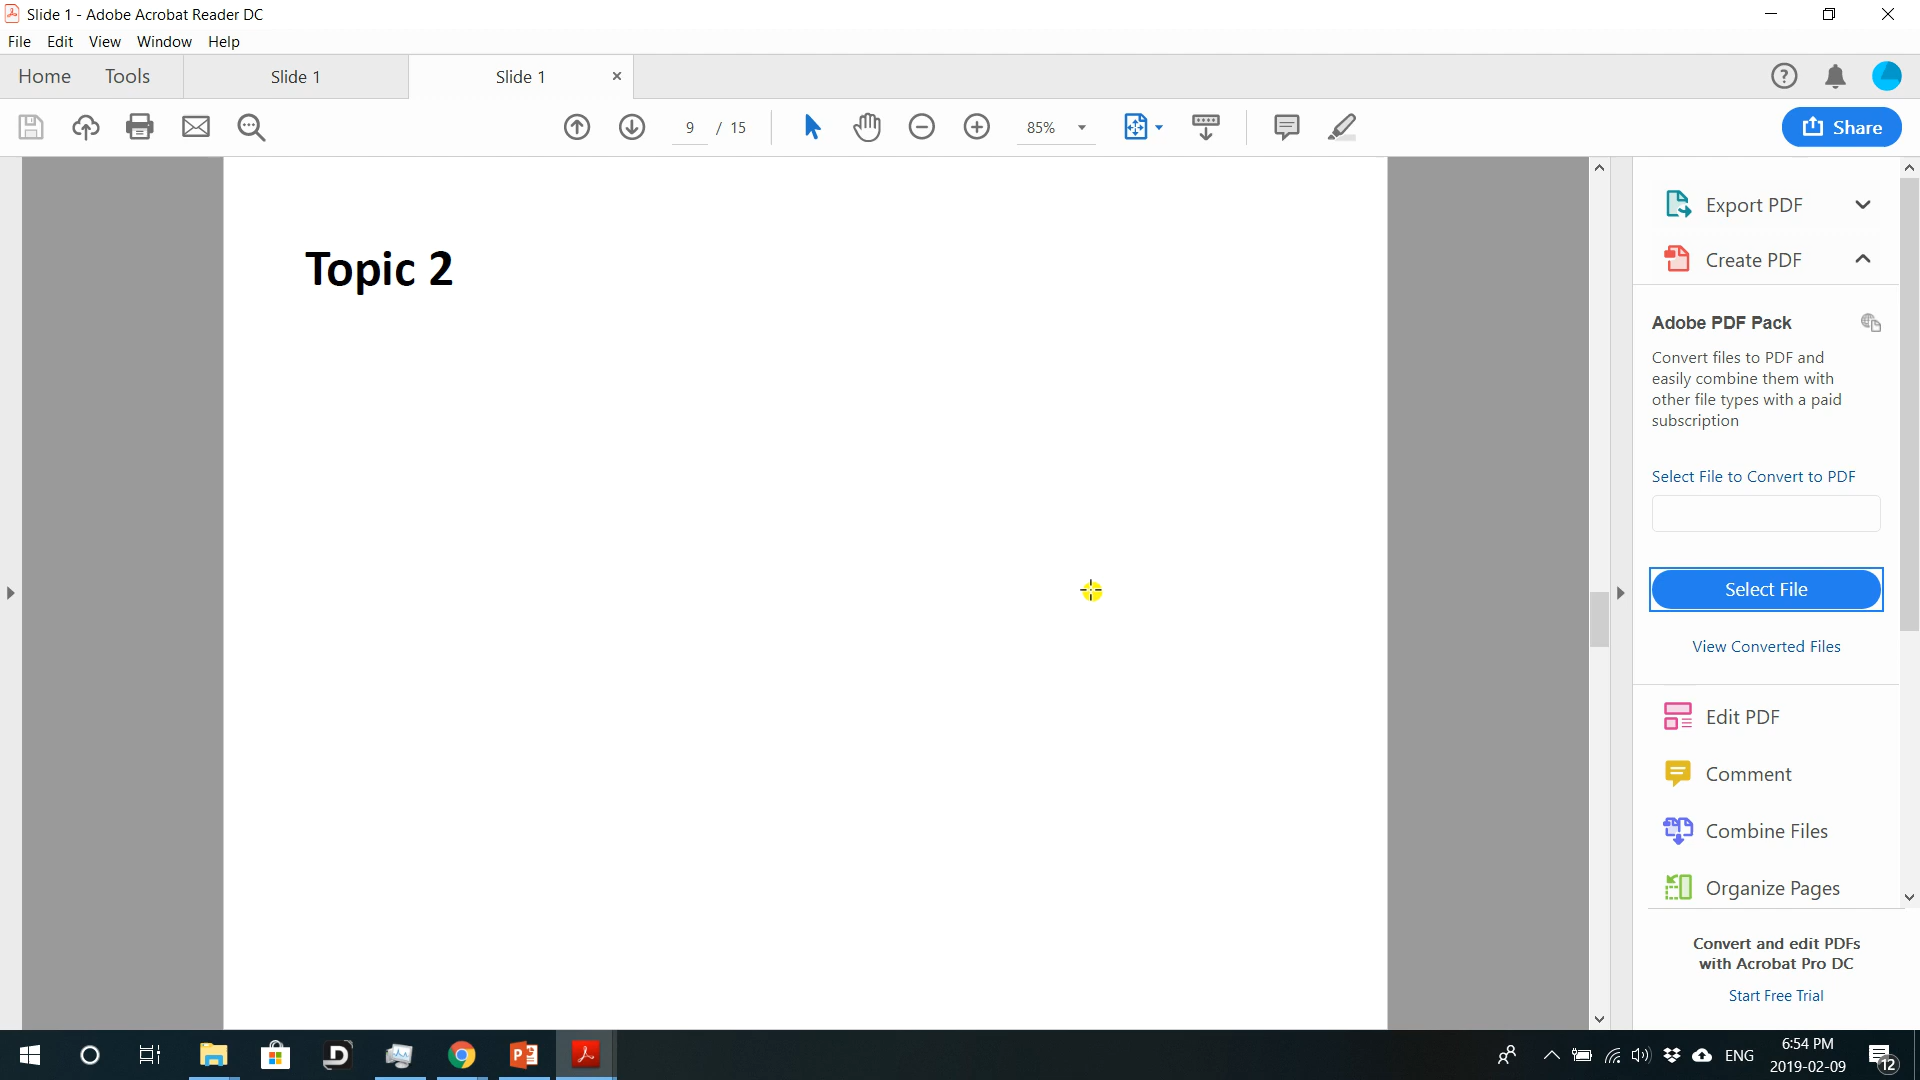 Slide 1 - Adobe Acrobat Reader DC
File Edit View Window Help
Home Tools Slide 1 Slide 1
9 / 15 85% Share
Topic 2
Export PDF
Create PDF
Adobe PDF Pack
Convert files to PDF and
easily combine them with
other file types with a paid
subscription
Select File to Convert to PDF
Select File
View Converted Files
Edit PDF
Comment
Combine Files
Organize Pages
Convert and edit PDFs
with Acrobat Pro DC
Start Free Trial
ENG
6:54 PM
2019-02-09
12